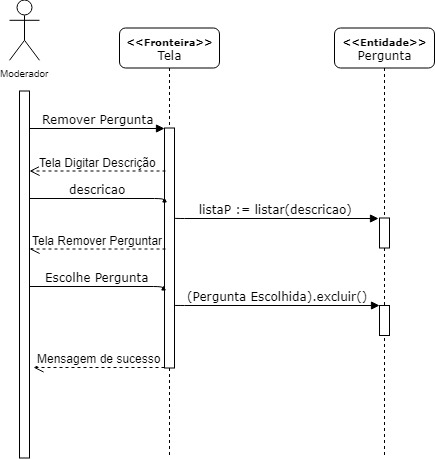 <<Fronteira>>
Tela
<<Entidade>>
Pergunta
Moderador
Remover Pergunta
Tela Digitar Descrição
descricao
listaP := listar(descricao)
Tela Remover Perguntar
Escolhe Pergunta
(Pergunta Escolhida).excluir()
Mensagem de sucesso